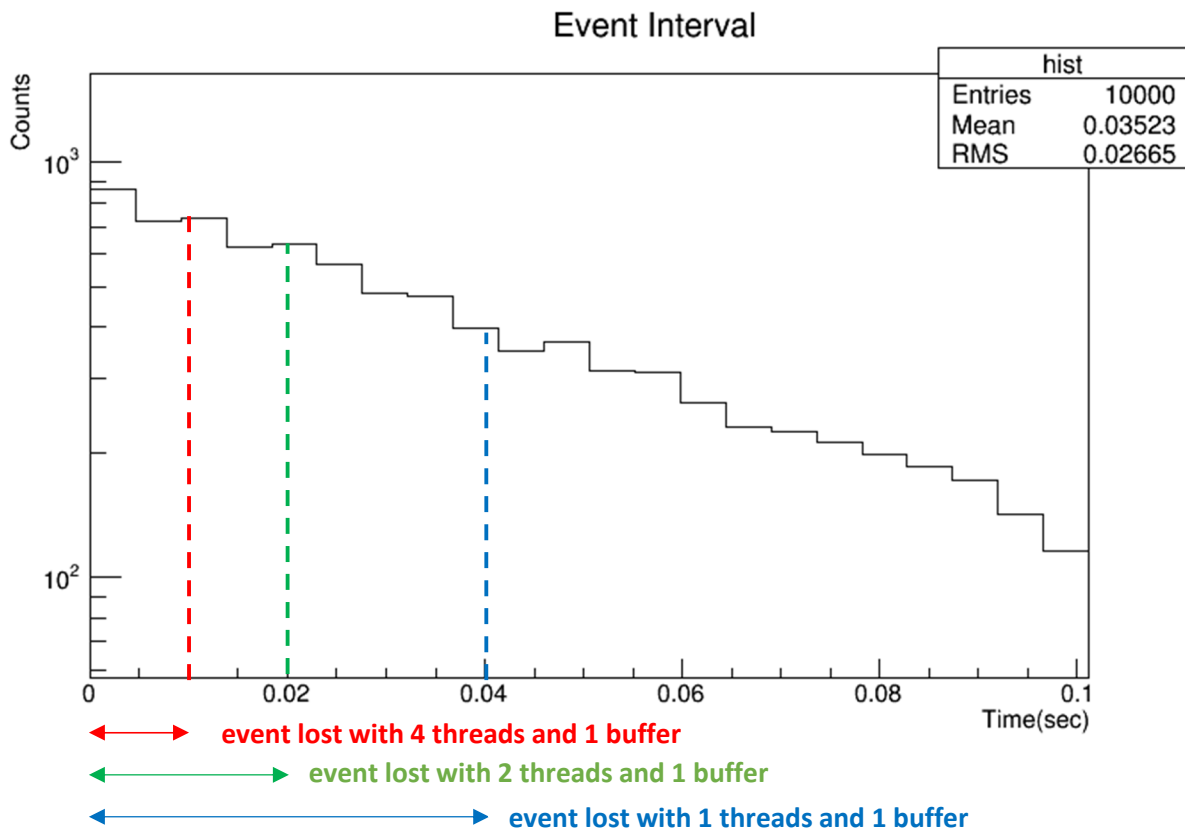 Event Interval
hist
Entries 10000
Mean 0.03523
RMS 0.02665
Counts
10³
10²
0 0.02 0.04 0.06 0.08 0.1
Time(sec)
event lost with 4 threads and 1 buffer
event lost with 2 threads and 1 buffer
event lost with 1 threads and 1 buffer